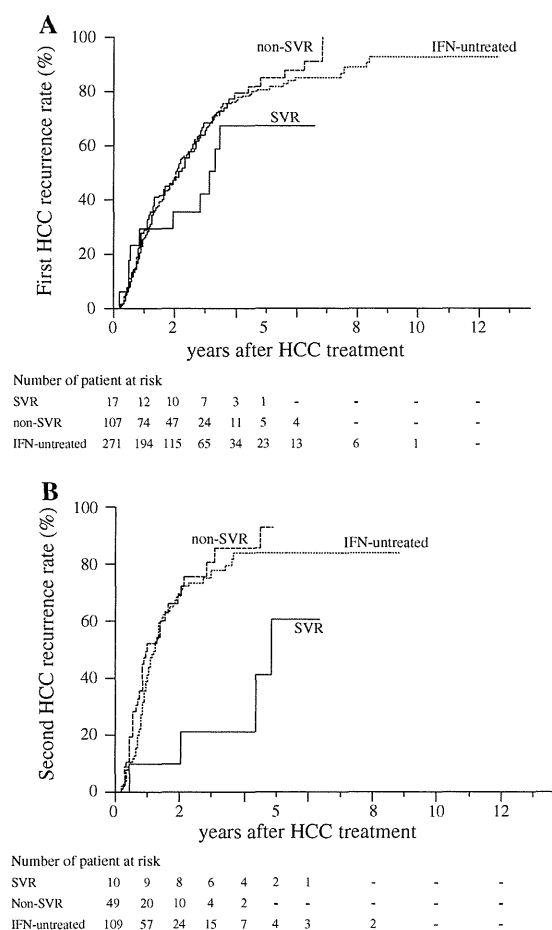 A
First HCC recurrence rate (%)
100
80
60
40
20
0
non-SVR
IFN-untreated
SVR
0 2 5 8 10 12
years after HCC treatment
Number of patient at risk
SVR 17 12 10 7 3 1 - - - -
non-SVR 107 74 47 24 11 5 4 - - -
IFN-untreated 271 194 115 65 34 23 13 6 1 -
B
Second HCC recurrence rate (%)
100
80
60
40
20
0
non-SVR
IFN-untreated
SVR
0 2 5 8 10 12
years after HCC treatment
Number of patient at risk
SVR 10 9 8 6 4 2 1 - - -
Non-SVR 49 20 10 4 2 - - - - -
IFN-untreated 109 57 24 15 7 4 3 2 - -